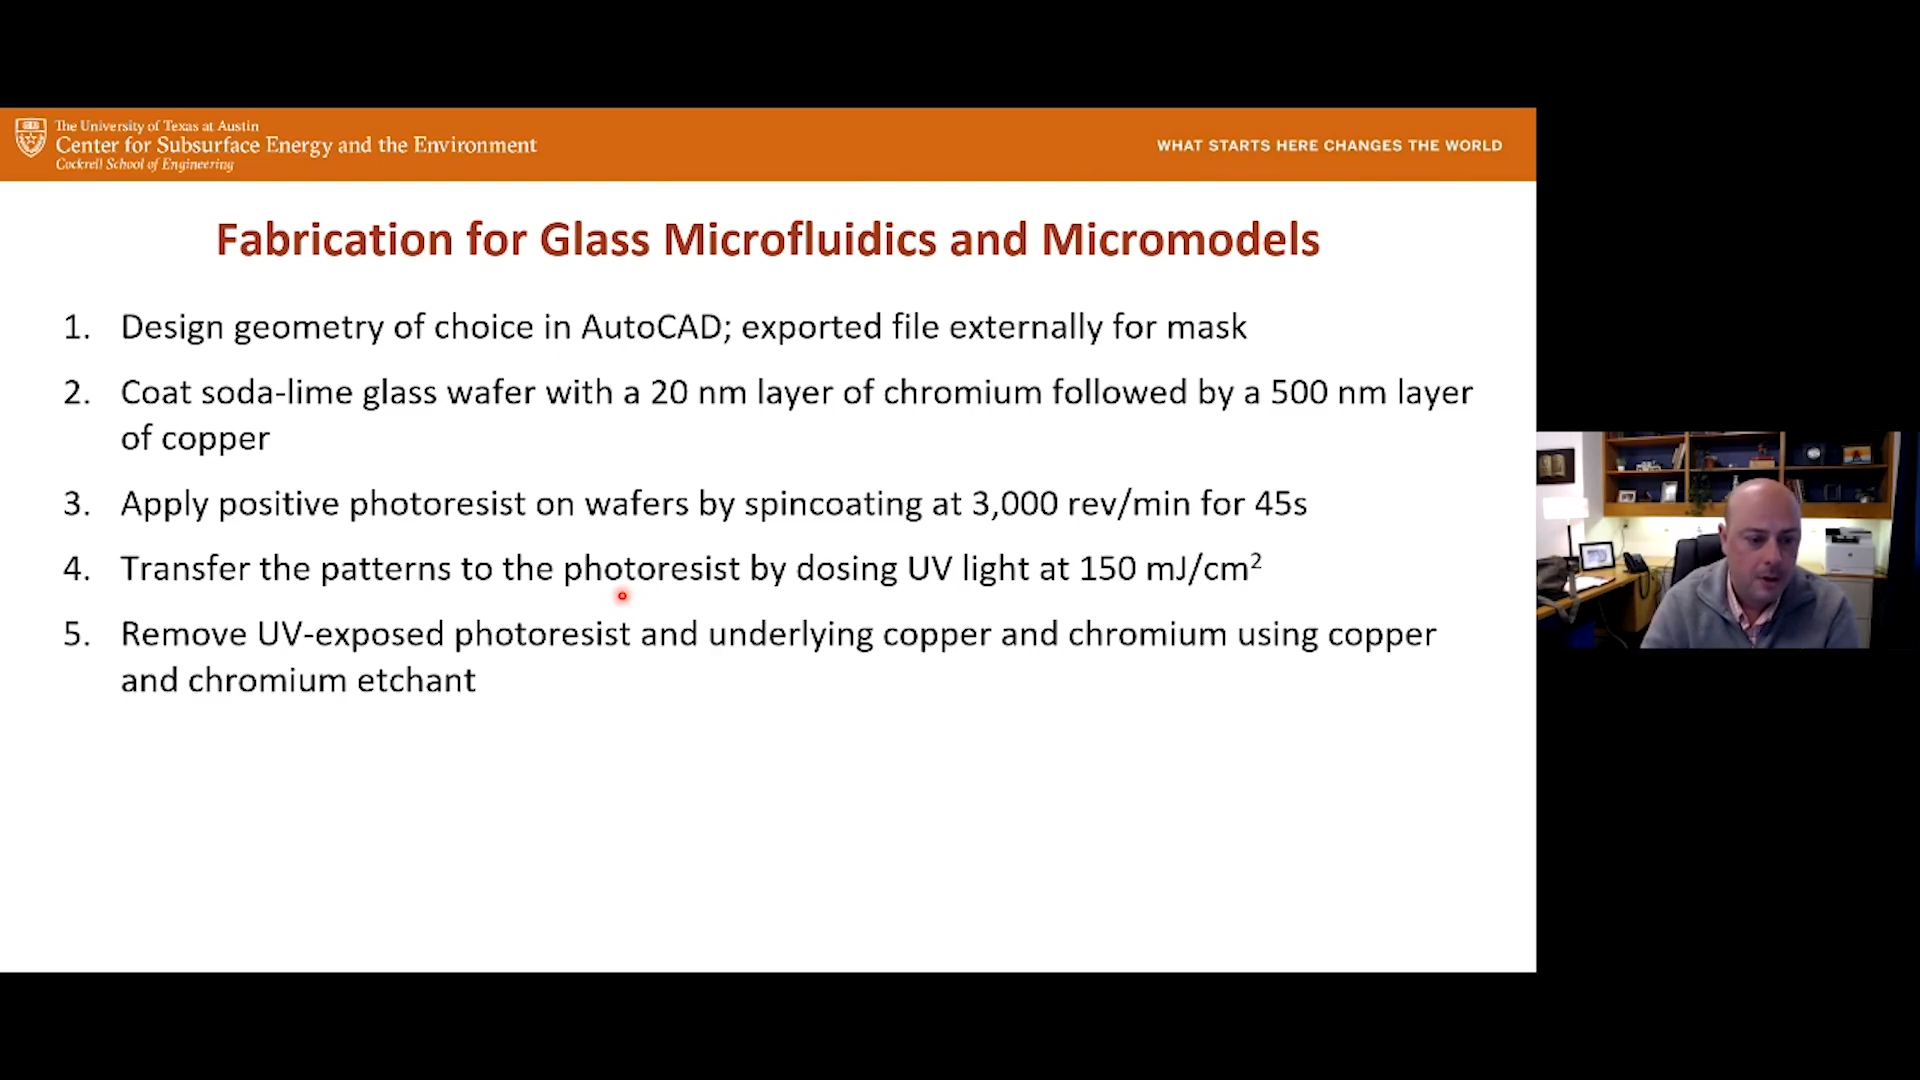 The University of Texas at Austin
Center for Subsurface Energy and the Environment
Cockrell School of Engineering
WHAT STARTS HERE CHANGES THE WORLD
Fabrication for Glass Microfluidics and Micromodels
1. Design geometry of choice in AutoCAD; exported file externally for mask
2. Coat soda-lime glass wafer with a 20 nm layer of chromium followed by a 500 nm layer
of copper
3. Apply positive photoresist on wafers by spincoating at 3,000 rev/min for 45s
4. Transfer the patterns to the photoresist by dosing UV light at 150 mJ/cm²
5. Remove UV-exposed photoresist and underlying copper and chromium using copper
and chromium etchant